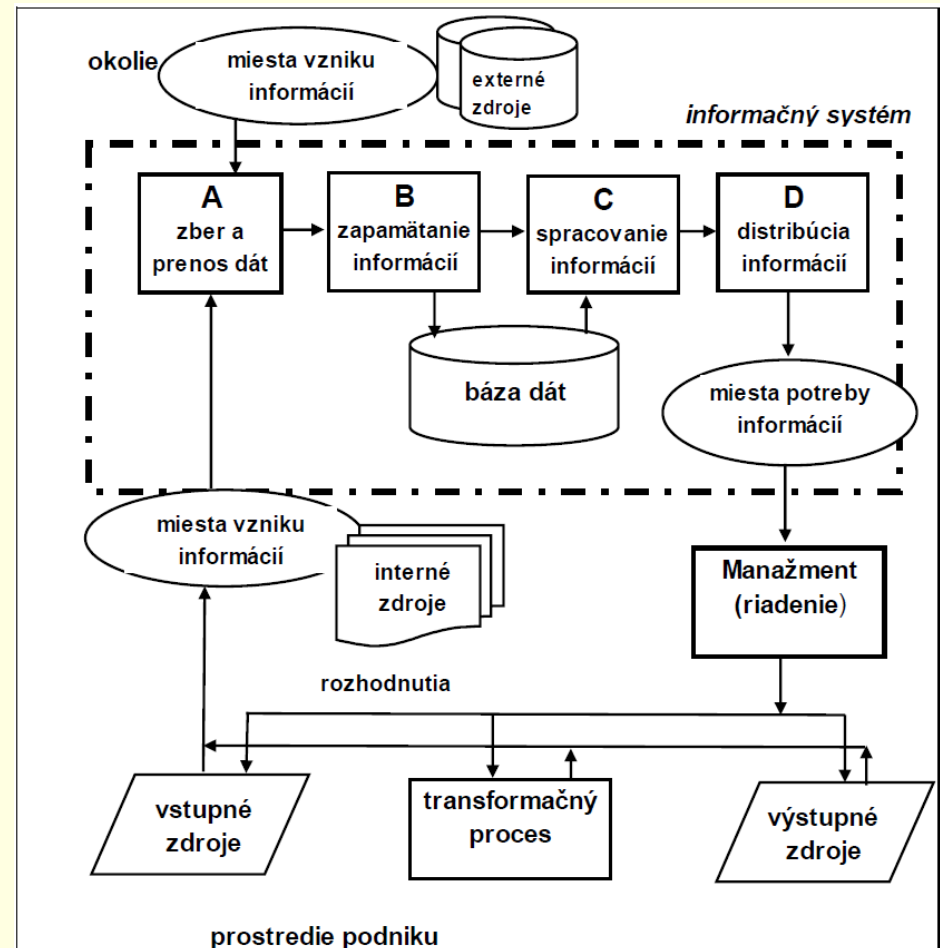 okolie
miesta vzniku
informácií
externé
zdroje
informačný systém
A
zber a
prenos dát
B
zapamätanie
informácií
C
spracovanie
informácií
D
distribúcia
informácií
báza dát
miesta potreby
informácií
miesta vzniku
informácií
interné
zdroje
Manažment
(riadenie)
rozhodnutia
vstupné
zdroje
transformačný
proces
výstupné
zdroje
prostredie podniku